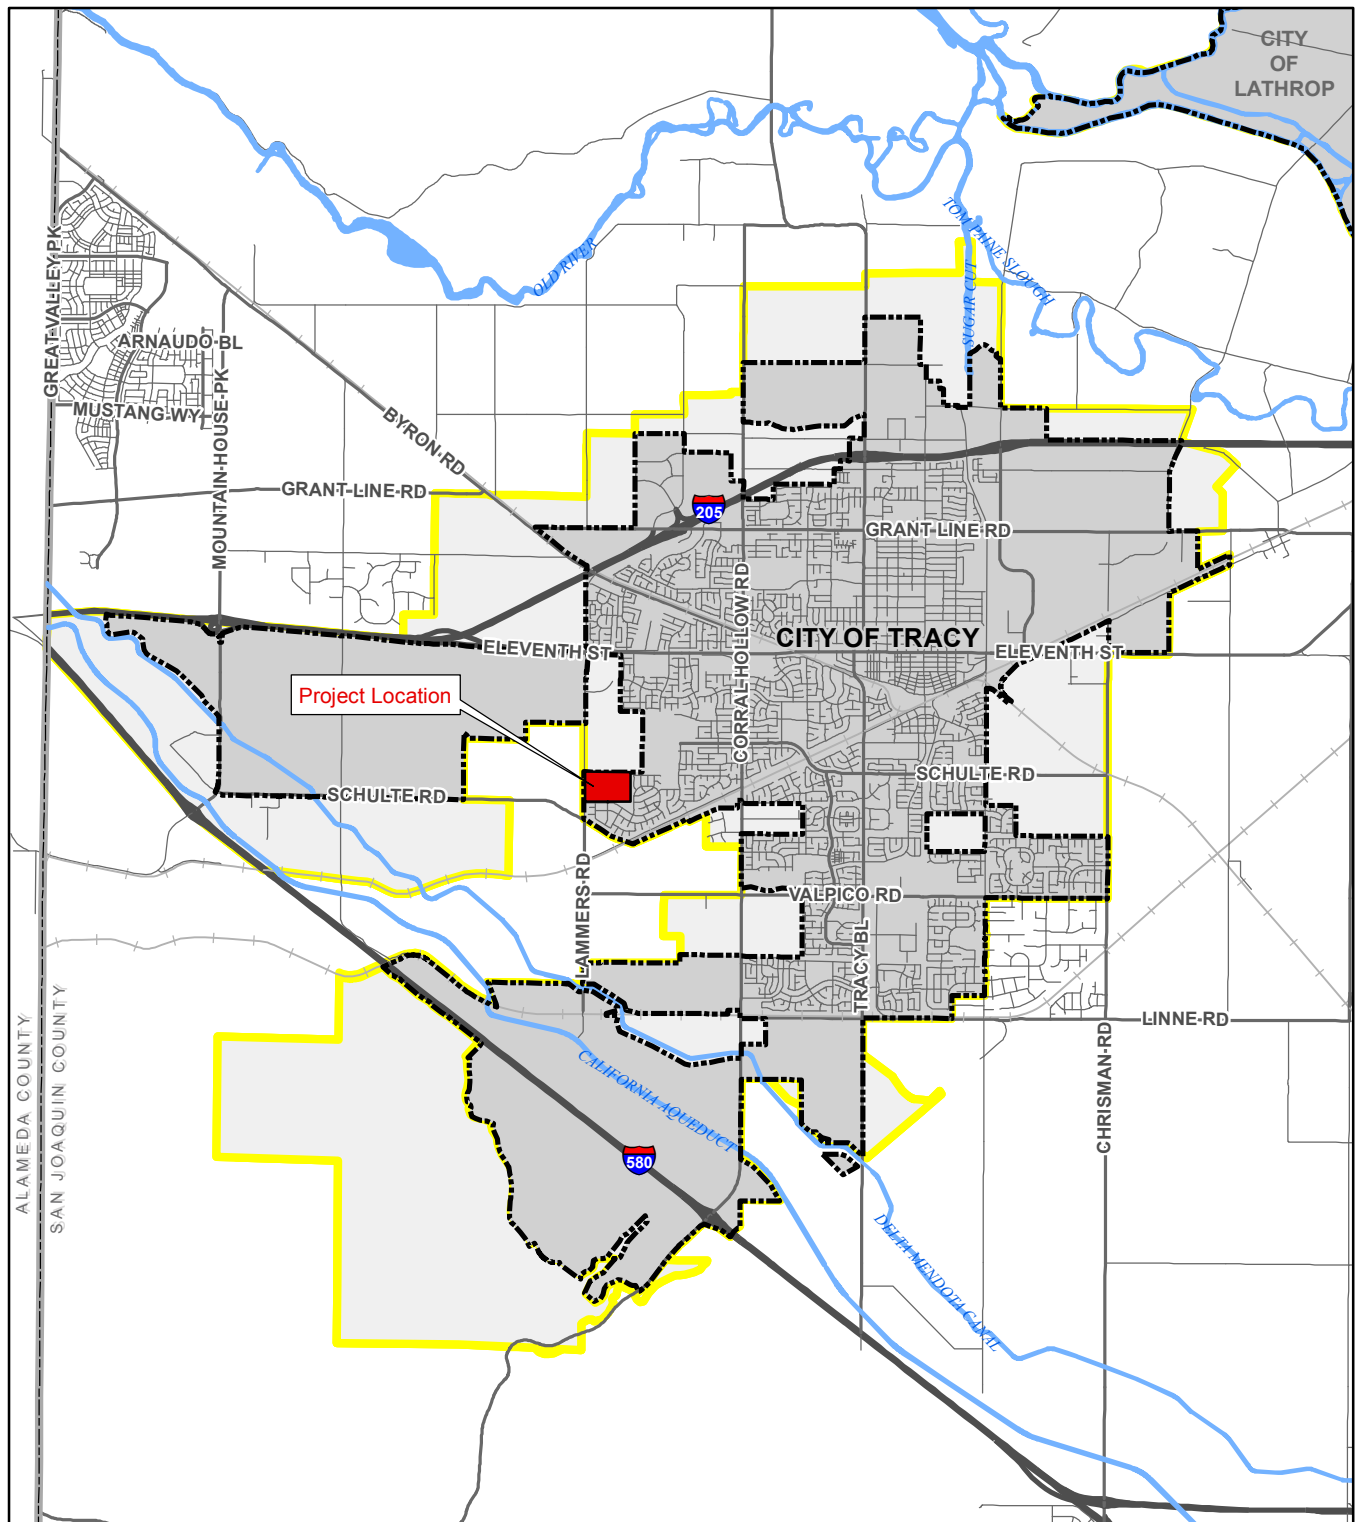 CITY
OF
LATHROP
TOM PAINE SLOUGH
OLD RIVER
SUGAR CUT
GREAT VALLEY PK
ARNAUDO BL
MUSTANG WY
MOUNTAIN HOUSE PK
BYRON RD
GRANT LINE RD
205
GRANT LINE RD
CORRAL HOLLOW RD
CITY OF TRACY
ELEVENTH ST
ELEVENTH ST
Project Location
SCHULTE RD
SCHULTE RD
LAMMERS RD
VALPICO RD
TRACY BL
LINNE RD
CHRISMAN RD
ALAMEDA COUNTY
SAN JOAQUIN COUNTY
CALIFORNIA AQUEDUCT
580
DELTA MENDOTA CANAL